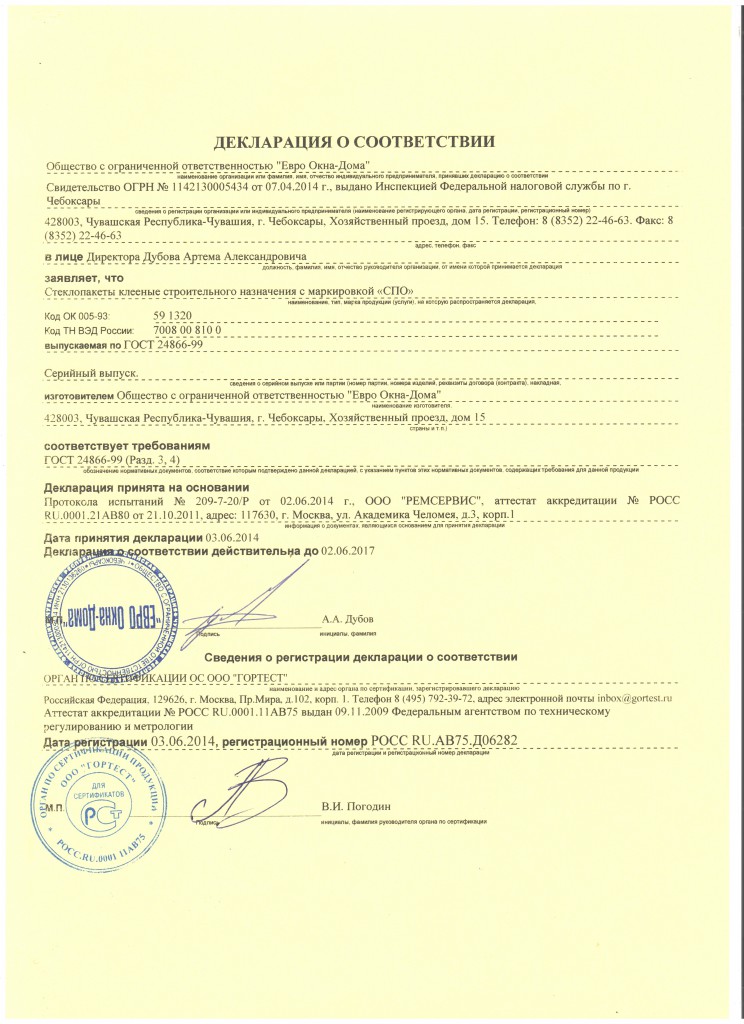 ДЕКЛАРАЦИЯ О СООТВЕТСТВИИ
Общество с ограниченной ответственностью "Евро Окна-Дома"
наименование организации или фамилия, имя, отчество индивидуального предпринимателя, принявших декларацию о соответствии
Свидетельство ОГРН № 1142130005434 от 07.04.2014 г., выдано Инспекцией Федеральной налоговой службы по г.
Чебоксары
сведения о регистрации организации или индивидуального предпринимателя (наименование регистрирующего органа, дата регистрации, регистрационный номер)
428003, Чувашская Республика-Чувашия, г. Чебоксары, Хозяйственный проезд, дом 15. Телефон: 8 (8352) 22-46-63. Факс: 8
(8352) 22-46-63
адрес, телефон, факс
в лице Директора Дубова Артема Александровича
должность, фамилия, имя, отчество руководителя организации, от имени которой принимается декларация
заявляет, что
Стеклопакеты клееные строительного назначения с маркировкой «СПО»
наименование, тип, марка продукции (услуги), на которую распространяется декларация,
Код ОК 005-93: 59 1320
Код ТН ВЭД России: 7008 00 810 0
выпускаемая по ГОСТ 24866-99
Серийный выпуск.
сведения о серийном выпуске или партии (номер партии, номера изделий, реквизиты договора (контракта), накладная,
изготовителем Общество с ограниченной ответственностью "Евро Окна-Дома"
наименование изготовителя,
428003, Чувашская Республика-Чувашия, г. Чебоксары, Хозяйственный проезд, дом 15
страны и т.п.)
соответствует требованиям
ГОСТ 24866-99 (Разд. 3, 4)
обозначение нормативных документов, соответствие которым подтверждено данной декларацией, с указанием пунктов этих нормативных документов, содержащих требования для данной продукции
Декларация принята на основании
Протокола испытаний № 209-7-20/Р от 02.06.2014 г., ООО "РЕМСЕРВИС", аттестат аккредитации № РОСС
RU.0001.21АВ80 от 21.10.2011, адрес: 117630, г. Москва, ул. Академика Челомея, д.3, корп.1
информация о документах, являющихся основанием для принятия декларации
Дата принятия декларации 03.06.2014
Декларация о соответствии действительна до 02.06.2017
"ЕВРО Окна-Дома"
М.П. А.А. Дубов
Подпись инициалы, фамилия
Сведения о регистрации декларации о соответствии
ОРГАН ПО СЕРТИФИКАЦИИ ОС ООО "ГОРТЕСТ"
наименование и адрес органа по сертификации, зарегистрировавшего декларацию
Российская Федерация, 129626, г. Москва, Пр.Мира, д.102, корп. 1. Телефон 8 (495) 792-39-72, адрес электронной почты inbox@gortest.ru
Аттестат аккредитации № РОСС RU.0001.11АВ75 выдан 09.11.2009 Федеральным агентством по техническому
регулированию и метрологии
Дата регистрации 03.06.2014, регистрационный номер РОСС RU.АВ75.Д06282
дата регистрации и регистрационный номер декларации
ОРГАН ПО СЕРТИФИКАЦИИ ПРОДУКЦИИ
ООО "ГОРТЕСТ"
ДЛЯ
СЕРТИФИКАТОВ
РОСС.RU.0001 11АВ75
М.П. В.И. Погодин
Подпись инициалы, фамилия руководителя органа по сертификации